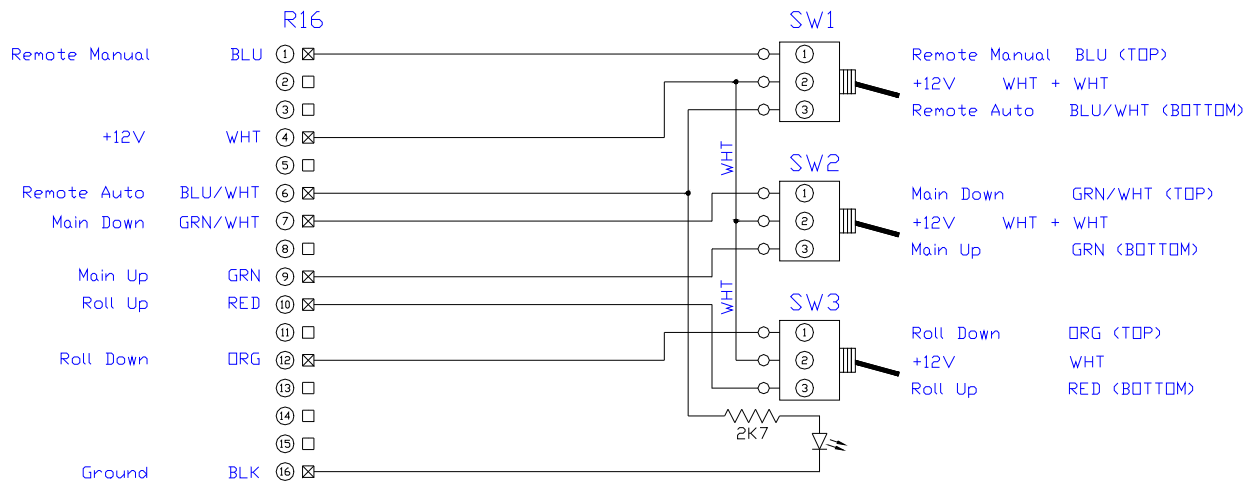 R16 SW1
Remote Manual BLU 1 1 Remote Manual BLU (TOP)
2 2 +12V WHT + WHT
3 3 Remote Auto BLU/WHT (BOTTOM)
+12V WHT 4
WHT
5 SW2
Remote Auto BLU/WHT 6 1 Main Down GRN/WHT (TOP)
Main Down GRN/WHT 7 2 +12V WHT + WHT
8 3 Main Up GRN (BOTTOM)
Main Up GRN 9
WHT
Roll Up RED 10 SW3
11 1 Roll Down ORG (TOP)
Roll Down ORG 12 2 +12V WHT
13 3 Roll Up RED (BOTTOM)
14
2K7
15
Ground BLK 16